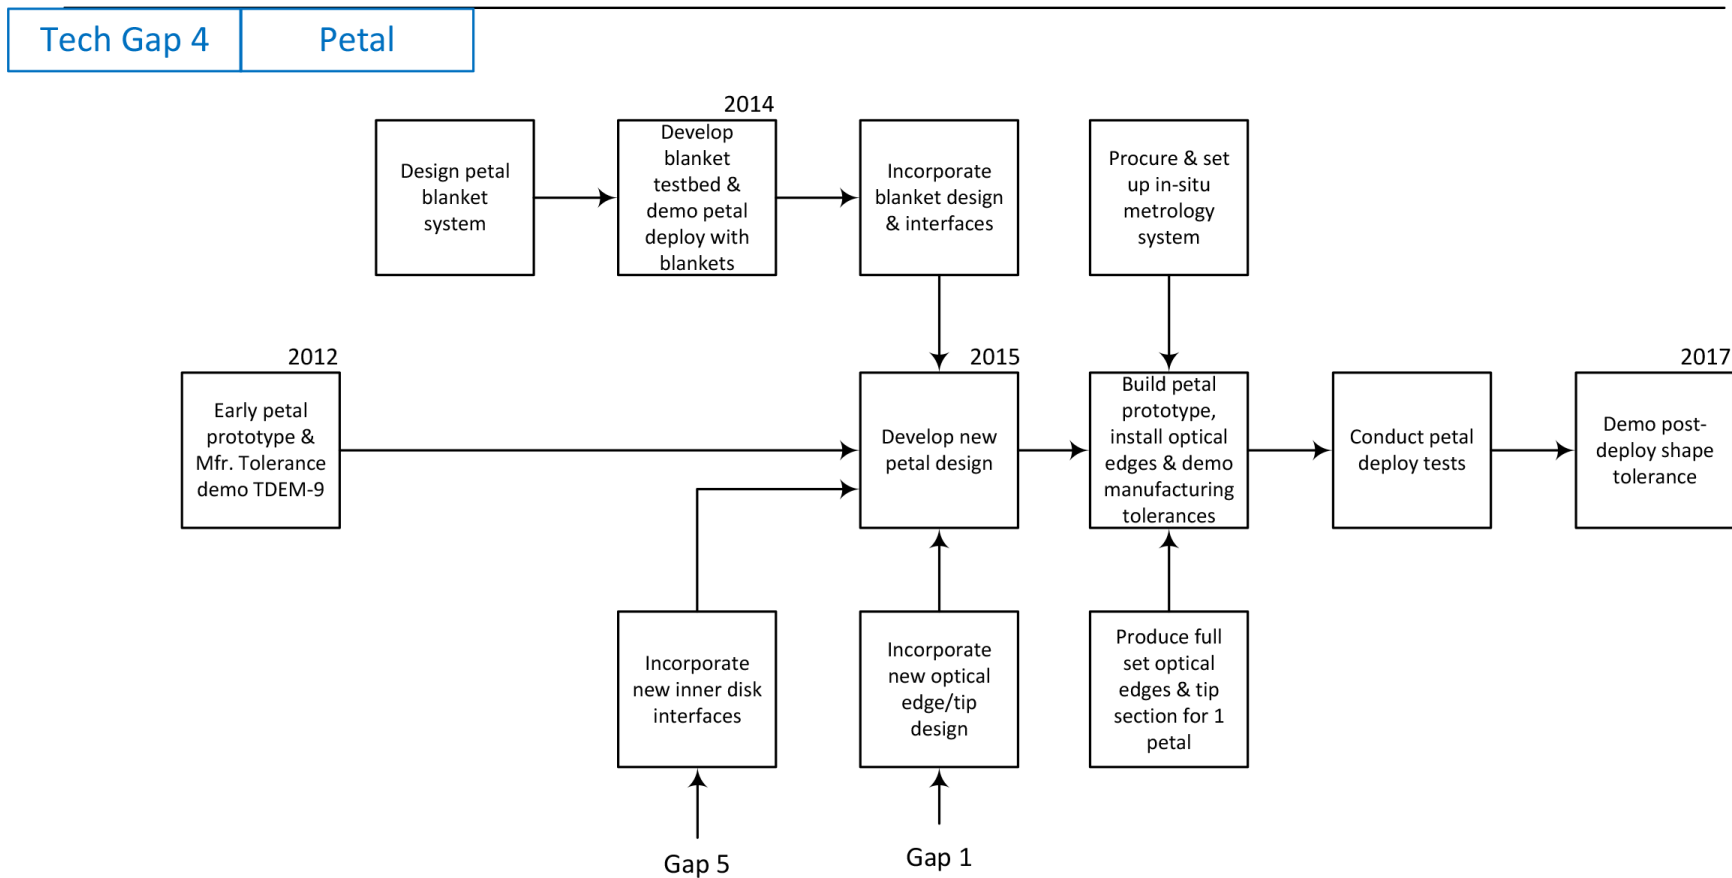 Tech Gap 4
Petal
2014
Design petal
blanket
system
Develop
blanket
testbed &
demo petal
deploy with
blankets
Incorporate
blanket design
& interfaces
Procure & set
up in-situ
metrology
system
2012
Early petal
prototype &
Mfr. Tolerance
demo TDEM-9
2015
Develop new
petal design
Build petal
prototype,
install optical
edges & demo
manufacturing
tolerances
Conduct petal
deploy tests
2017
Demo post-
deploy shape
tolerance
Incorporate
new inner disk
interfaces
Incorporate
new optical
edge/tip
design
Produce full
set optical
edges & tip
section for 1
petal
Gap 5
Gap 1